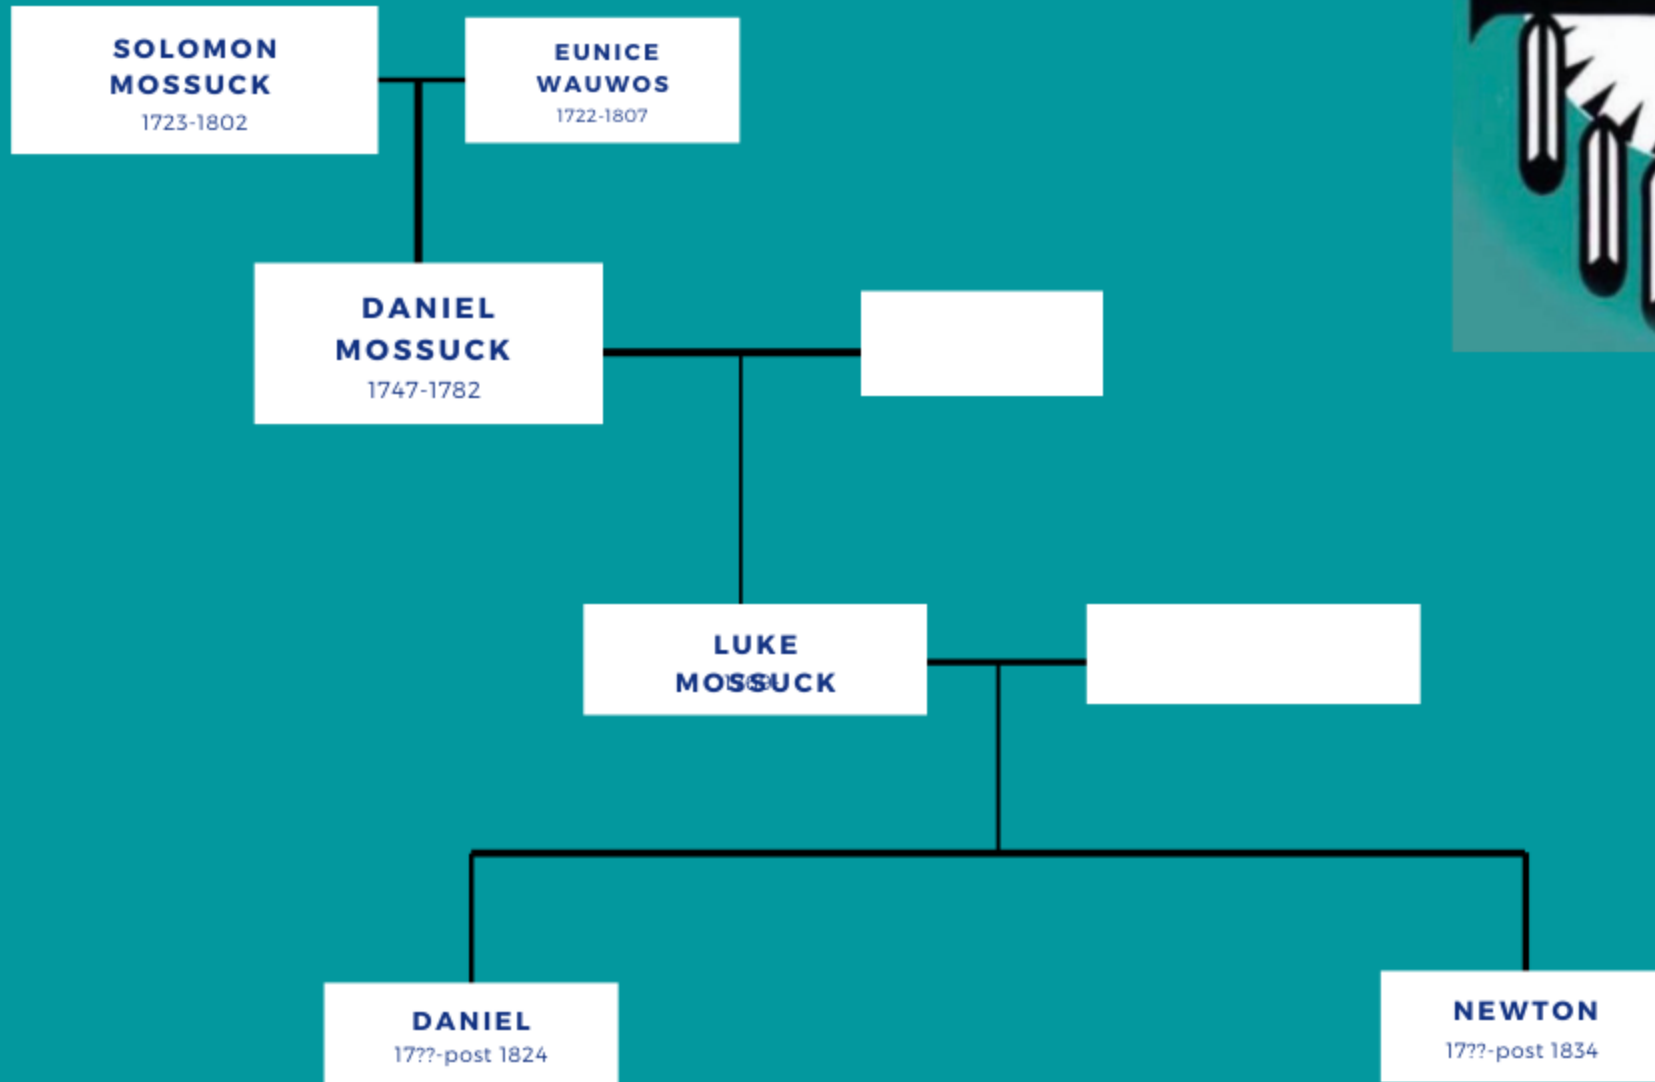 SOLOMON
MOSSUCK
1723-1802
EUNICE
WAUWOS
1722-1807
DANIEL
MOSSUCK
1747-1782
LUKE
MOSSUCK
DANIEL
17??-post 1824
NEWTON
17??-post 1834